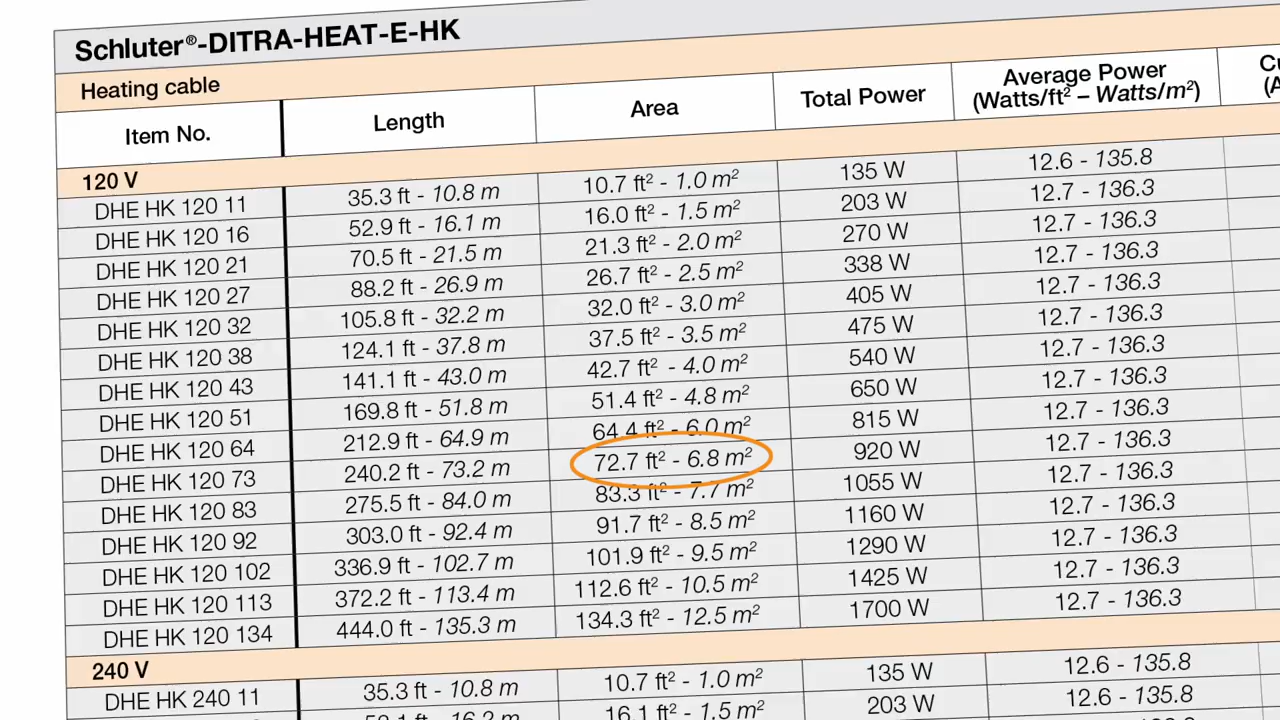 Schluter®-DITRA-HEAT-E-HK
Heating cable
Item No. Length Area Total Power Average Power (Watts/ft² – Watts/m²) Cu (A
120 V
DHE HK 120 11 35.3 ft - 10.8 m 10.7 ft² - 1.0 m² 135 W 12.6 - 135.8
DHE HK 120 16 52.9 ft - 16.1 m 16.0 ft² - 1.5 m² 203 W 12.7 - 136.3
DHE HK 120 21 70.5 ft - 21.5 m 21.3 ft² - 2.0 m² 270 W 12.7 - 136.3
DHE HK 120 27 88.2 ft - 26.9 m 26.7 ft² - 2.5 m² 338 W 12.7 - 136.3
DHE HK 120 32 105.8 ft - 32.2 m 32.0 ft² - 3.0 m² 405 W 12.7 - 136.3
DHE HK 120 38 124.1 ft - 37.8 m 37.5 ft² - 3.5 m² 475 W 12.7 - 136.3
DHE HK 120 43 141.1 ft - 43.0 m 42.7 ft² - 4.0 m² 540 W 12.7 - 136.3
DHE HK 120 51 169.8 ft - 51.8 m 51.4 ft² - 4.8 m² 650 W 12.7 - 136.3
DHE HK 120 64 212.9 ft - 64.9 m 64.4 ft² - 6.0 m² 815 W 12.7 - 136.3
DHE HK 120 73 240.2 ft - 73.2 m 72.7 ft² - 6.8 m² 920 W 12.7 - 136.3
DHE HK 120 83 275.5 ft - 84.0 m 83.3 ft² - 7.7 m² 1055 W 12.7 - 136.3
DHE HK 120 92 303.0 ft - 92.4 m 91.7 ft² - 8.5 m² 1160 W 12.7 - 136.3
DHE HK 120 102 336.9 ft - 102.7 m 101.9 ft² - 9.5 m² 1290 W 12.7 - 136.3
DHE HK 120 113 372.2 ft - 113.4 m 112.6 ft² - 10.5 m² 1425 W 12.7 - 136.3
DHE HK 120 134 444.0 ft - 135.3 m 134.3 ft² - 12.5 m² 1700 W 12.7 - 136.3
240 V
DHE HK 240 11 35.3 ft - 10.8 m 10.7 ft² - 1.0 m² 135 W 12.6 - 135.8
16.1 ft² - 1.5 m² 203 W 12.6 - 135.8